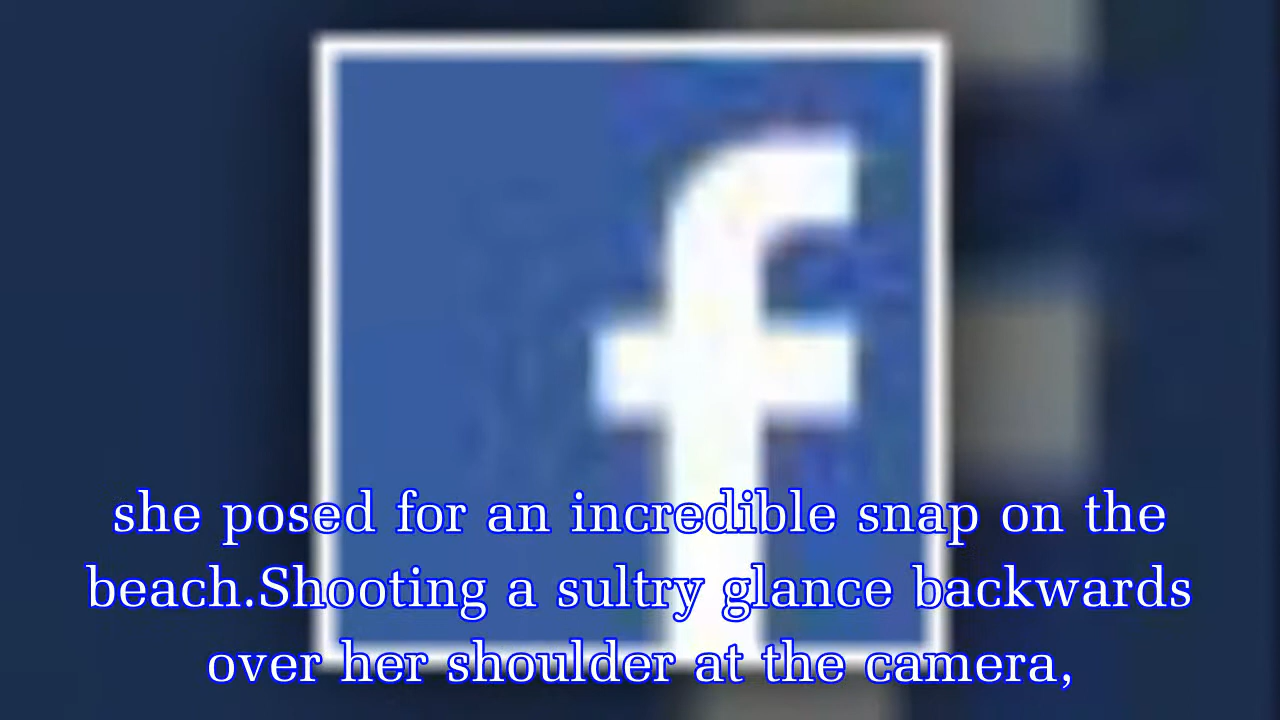 f
she posed for an incredible snap on the
beach.Shooting a sultry glance backwards
over her shoulder at the camera,